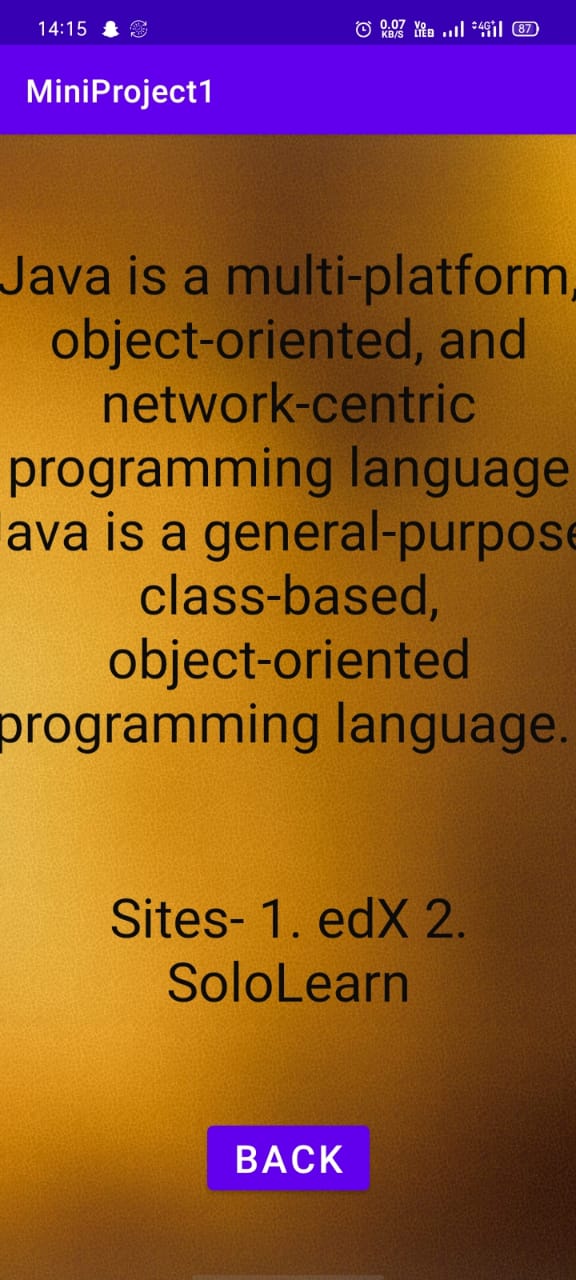 14:15 0.07 KB/S Vo LTE 4G+ 87
MiniProject1
Java is a multi-platform,
object-oriented, and
network-centric
programming language
Java is a general-purpose
class-based,
object-oriented
programming language.
Sites- 1. edX 2.
SoloLearn
BACK